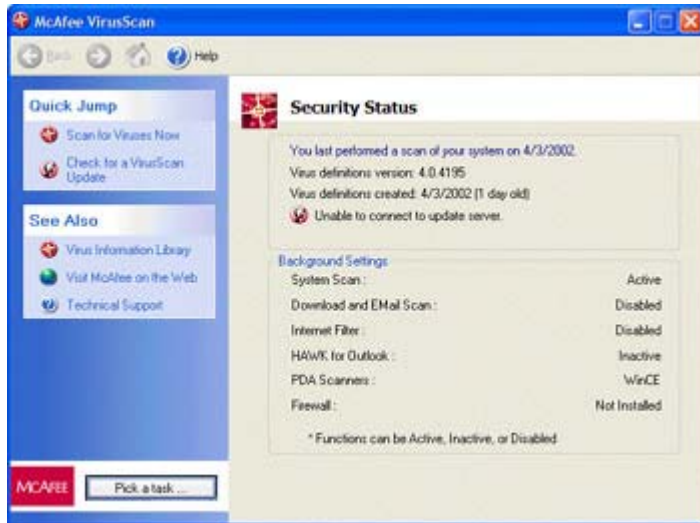 McAfee VirusScan
Back Help
Quick Jump
Scan for Viruses Now
Check for a VirusScan
Update
See Also
Virus Information Library
Visit McAfee on the Web
Technical Support
MCAFEE
Pick a task ...
Security Status
You last performed a scan of your system on 4/3/2002.
Virus definitions version: 4.0.4195
Virus definitions created: 4/3/2002 (1 day old)
Unable to connect to update server.
Background Settings
System Scan : Active
Download and EMail Scan : Disabled
Internet Filter : Disabled
HAWK for Outlook : Inactive
PDA Scanners : WinCE
Firewall : Not Installed
* Functions can be Active, Inactive, or Disabled